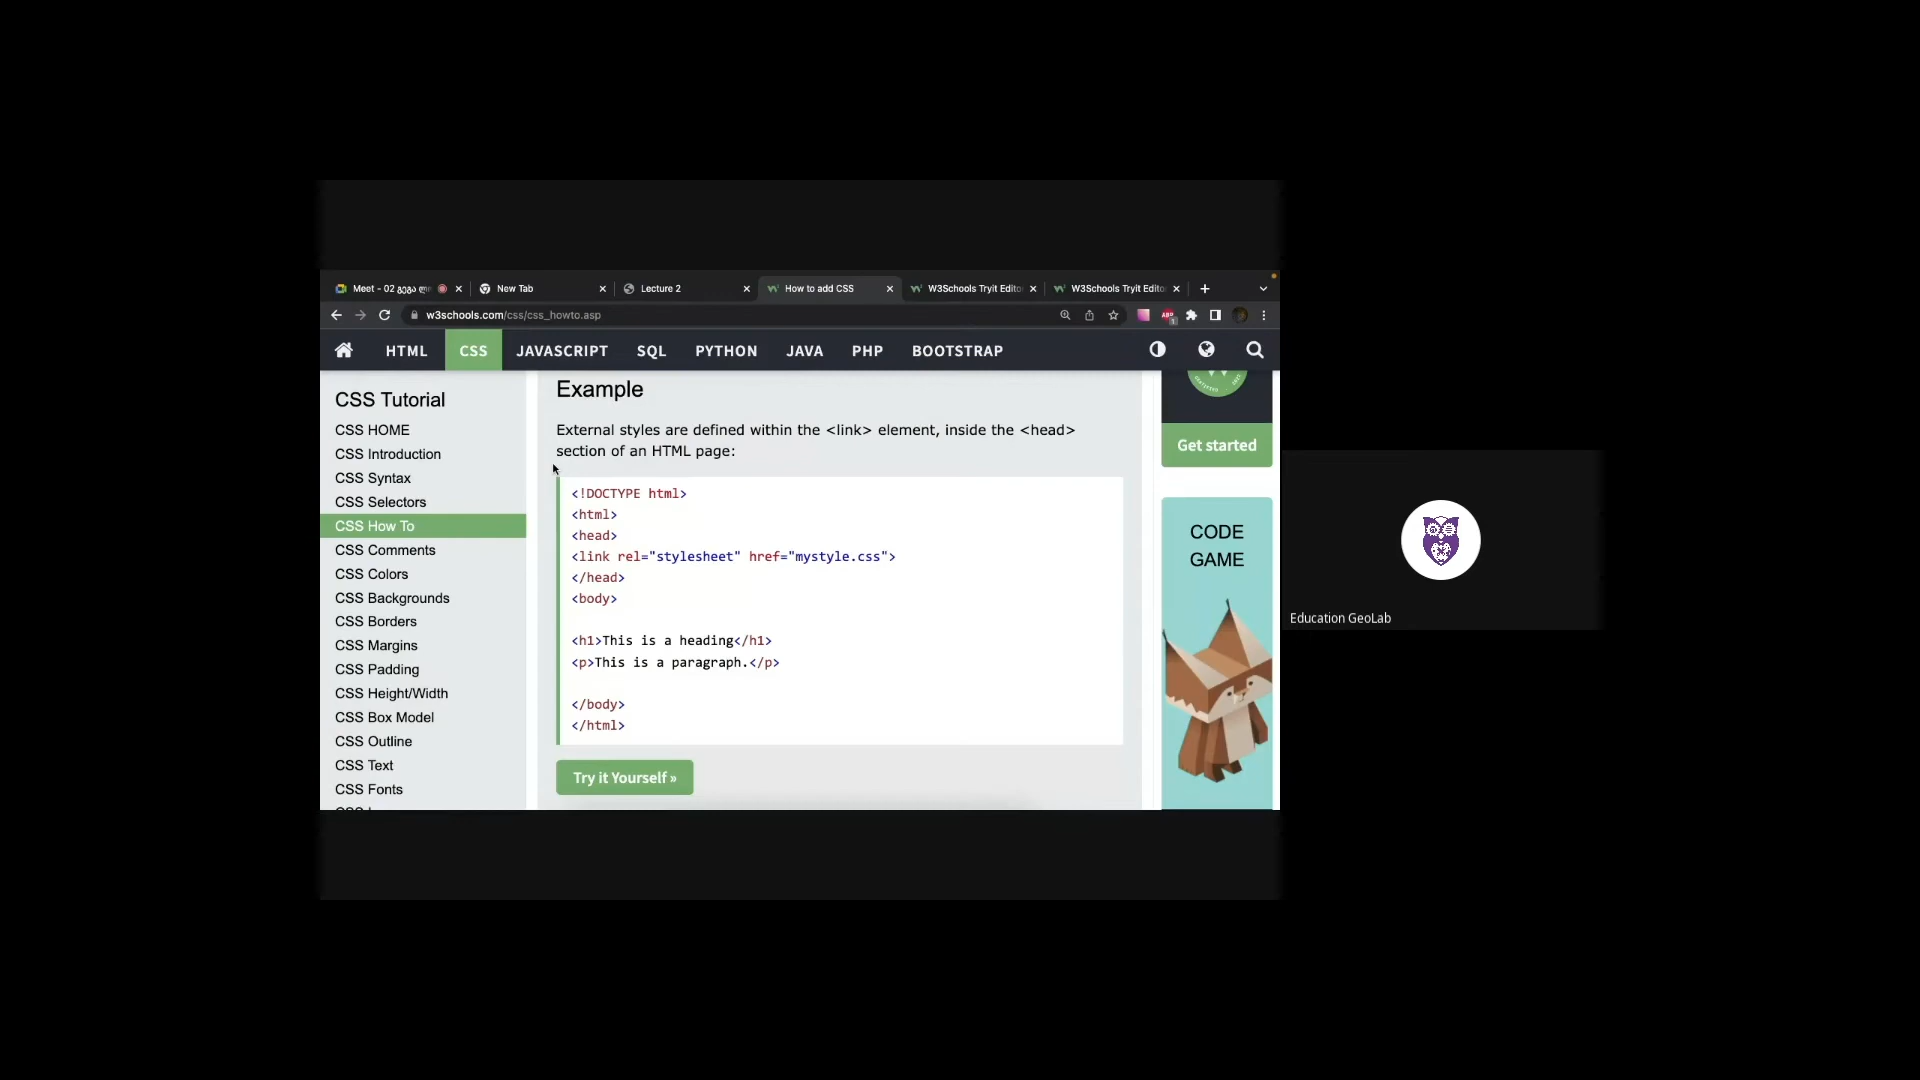 Meet - 02 გეგა
New Tab
Lecture 2
How to add CSS
W3Schools Tryit Edito
W3Schools Tryit Edito
w3schools.com/css/css_howto.asp
HTML
CSS
JAVASCRIPT
SQL
PYTHON
JAVA
PHP
BOOTSTRAP
CSS Tutorial
CSS HOME
CSS Introduction
CSS Syntax
CSS Selectors
CSS How To
CSS Comments
CSS Colors
CSS Backgrounds
CSS Borders
CSS Margins
CSS Padding
CSS Height/Width
CSS Box Model
CSS Outline
CSS Text
CSS Fonts
Example
External styles are defined within the <link> element, inside the <head>
section of an HTML page:
<!DOCTYPE html>
<html>
<head>
<link rel="stylesheet" href="mystyle.css">
</head>
<body>
<h1>This is a heading</h1>
<p>This is a paragraph.</p>
</body>
</html>
Try it Yourself »
Get started
CODE
GAME
Education GeoLab